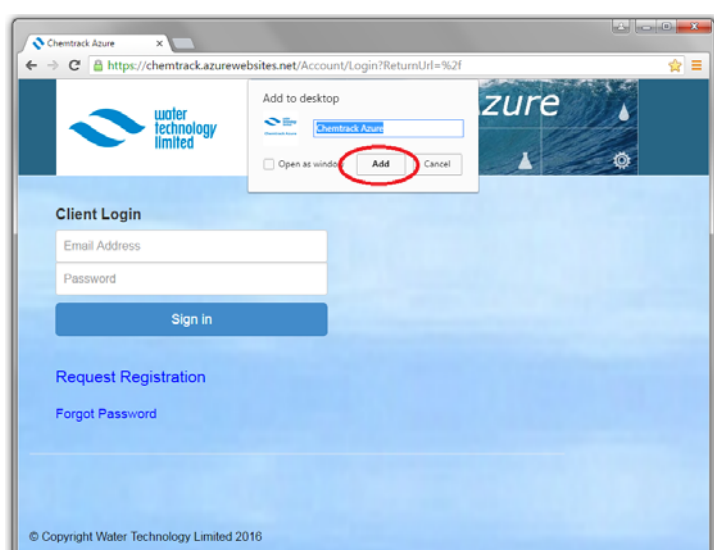 Chemtrack Azure
https://chemtrack.azurewebsites.net/Account/Login?ReturnUrl=%2f
water
technology
limited
zure
Add to desktop
Chemtrack Azure
Open as window
Add
Cancel
Client Login
Email Address
Password
Sign in
Request Registration
Forgot Password
© Copyright Water Technology Limited 2016